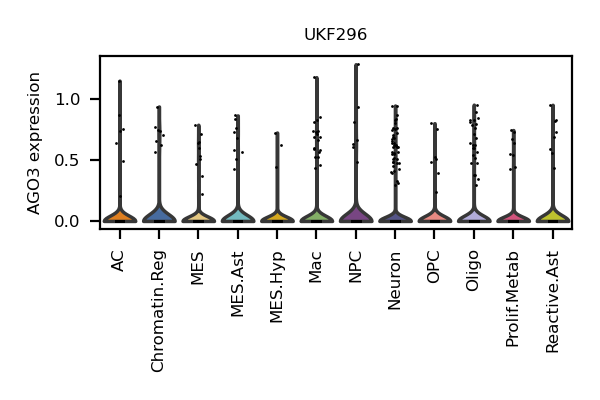 UKF296
AGO3 expression
1.0
0.5
0.0
AC
Chromatin.Reg
MES
MES.Ast
MES.Hyp
Mac
NPC
Neuron
OPC
Oligo
Prolif.Metab
Reactive.Ast